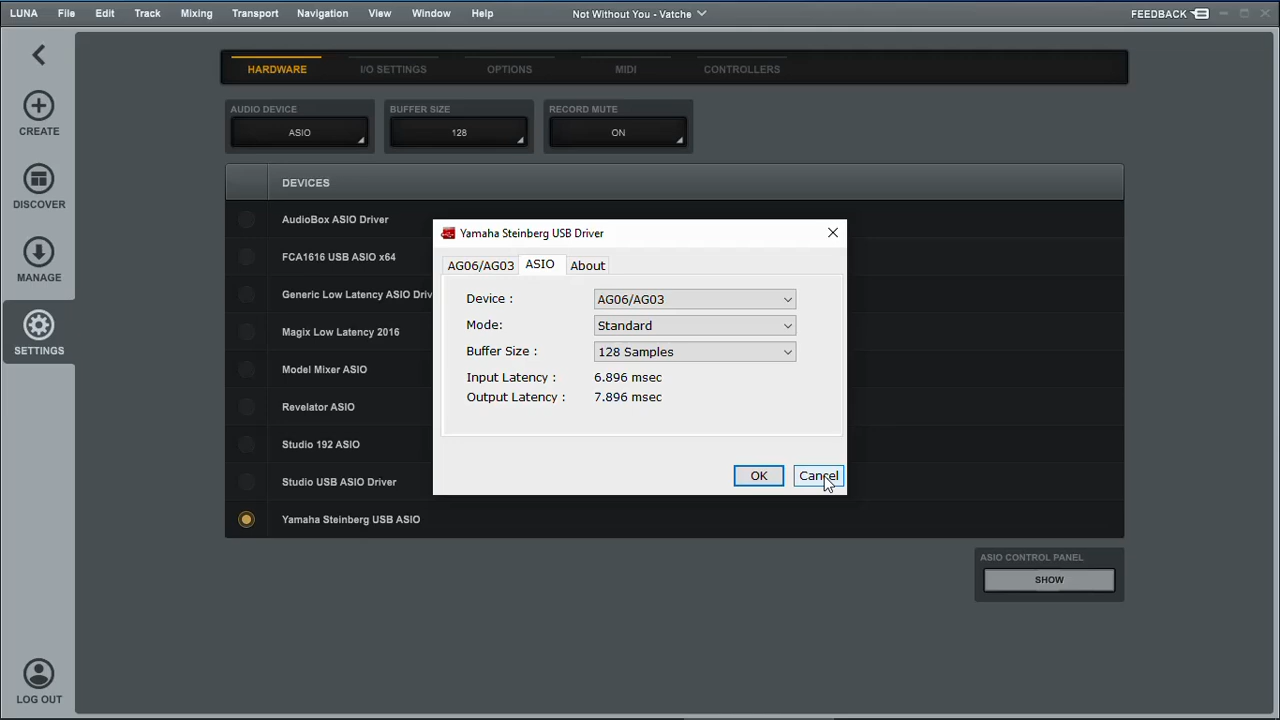 LUNA File Edit Track Mixing Transport Navigation View Window Help Not Without You - Vatche FEEDBACK
HARDWARE I/O SETTINGS OPTIONS MIDI CONTROLLERS
CREATE
DISCOVER
MANAGE
SETTINGS
LOG OUT
AUDIO DEVICE BUFFER SIZE RECORD MUTE
ASIO 128 ON
DEVICES
AudioBox ASIO Driver
FCA1616 USB ASIO x64
Generic Low Latency ASIO Driv
Magix Low Latency 2016
Model Mixer ASIO
Revelator ASIO
Studio 192 ASIO
Studio USB ASIO Driver
Yamaha Steinberg USB ASIO
Yamaha Steinberg USB Driver
AG06/AG03 ASIO About
Device : AG06/AG03
Mode: Standard
Buffer Size : 128 Samples
Input Latency : 6.896 msec
Output Latency : 7.896 msec
OK Cancel
ASIO CONTROL PANEL
SHOW